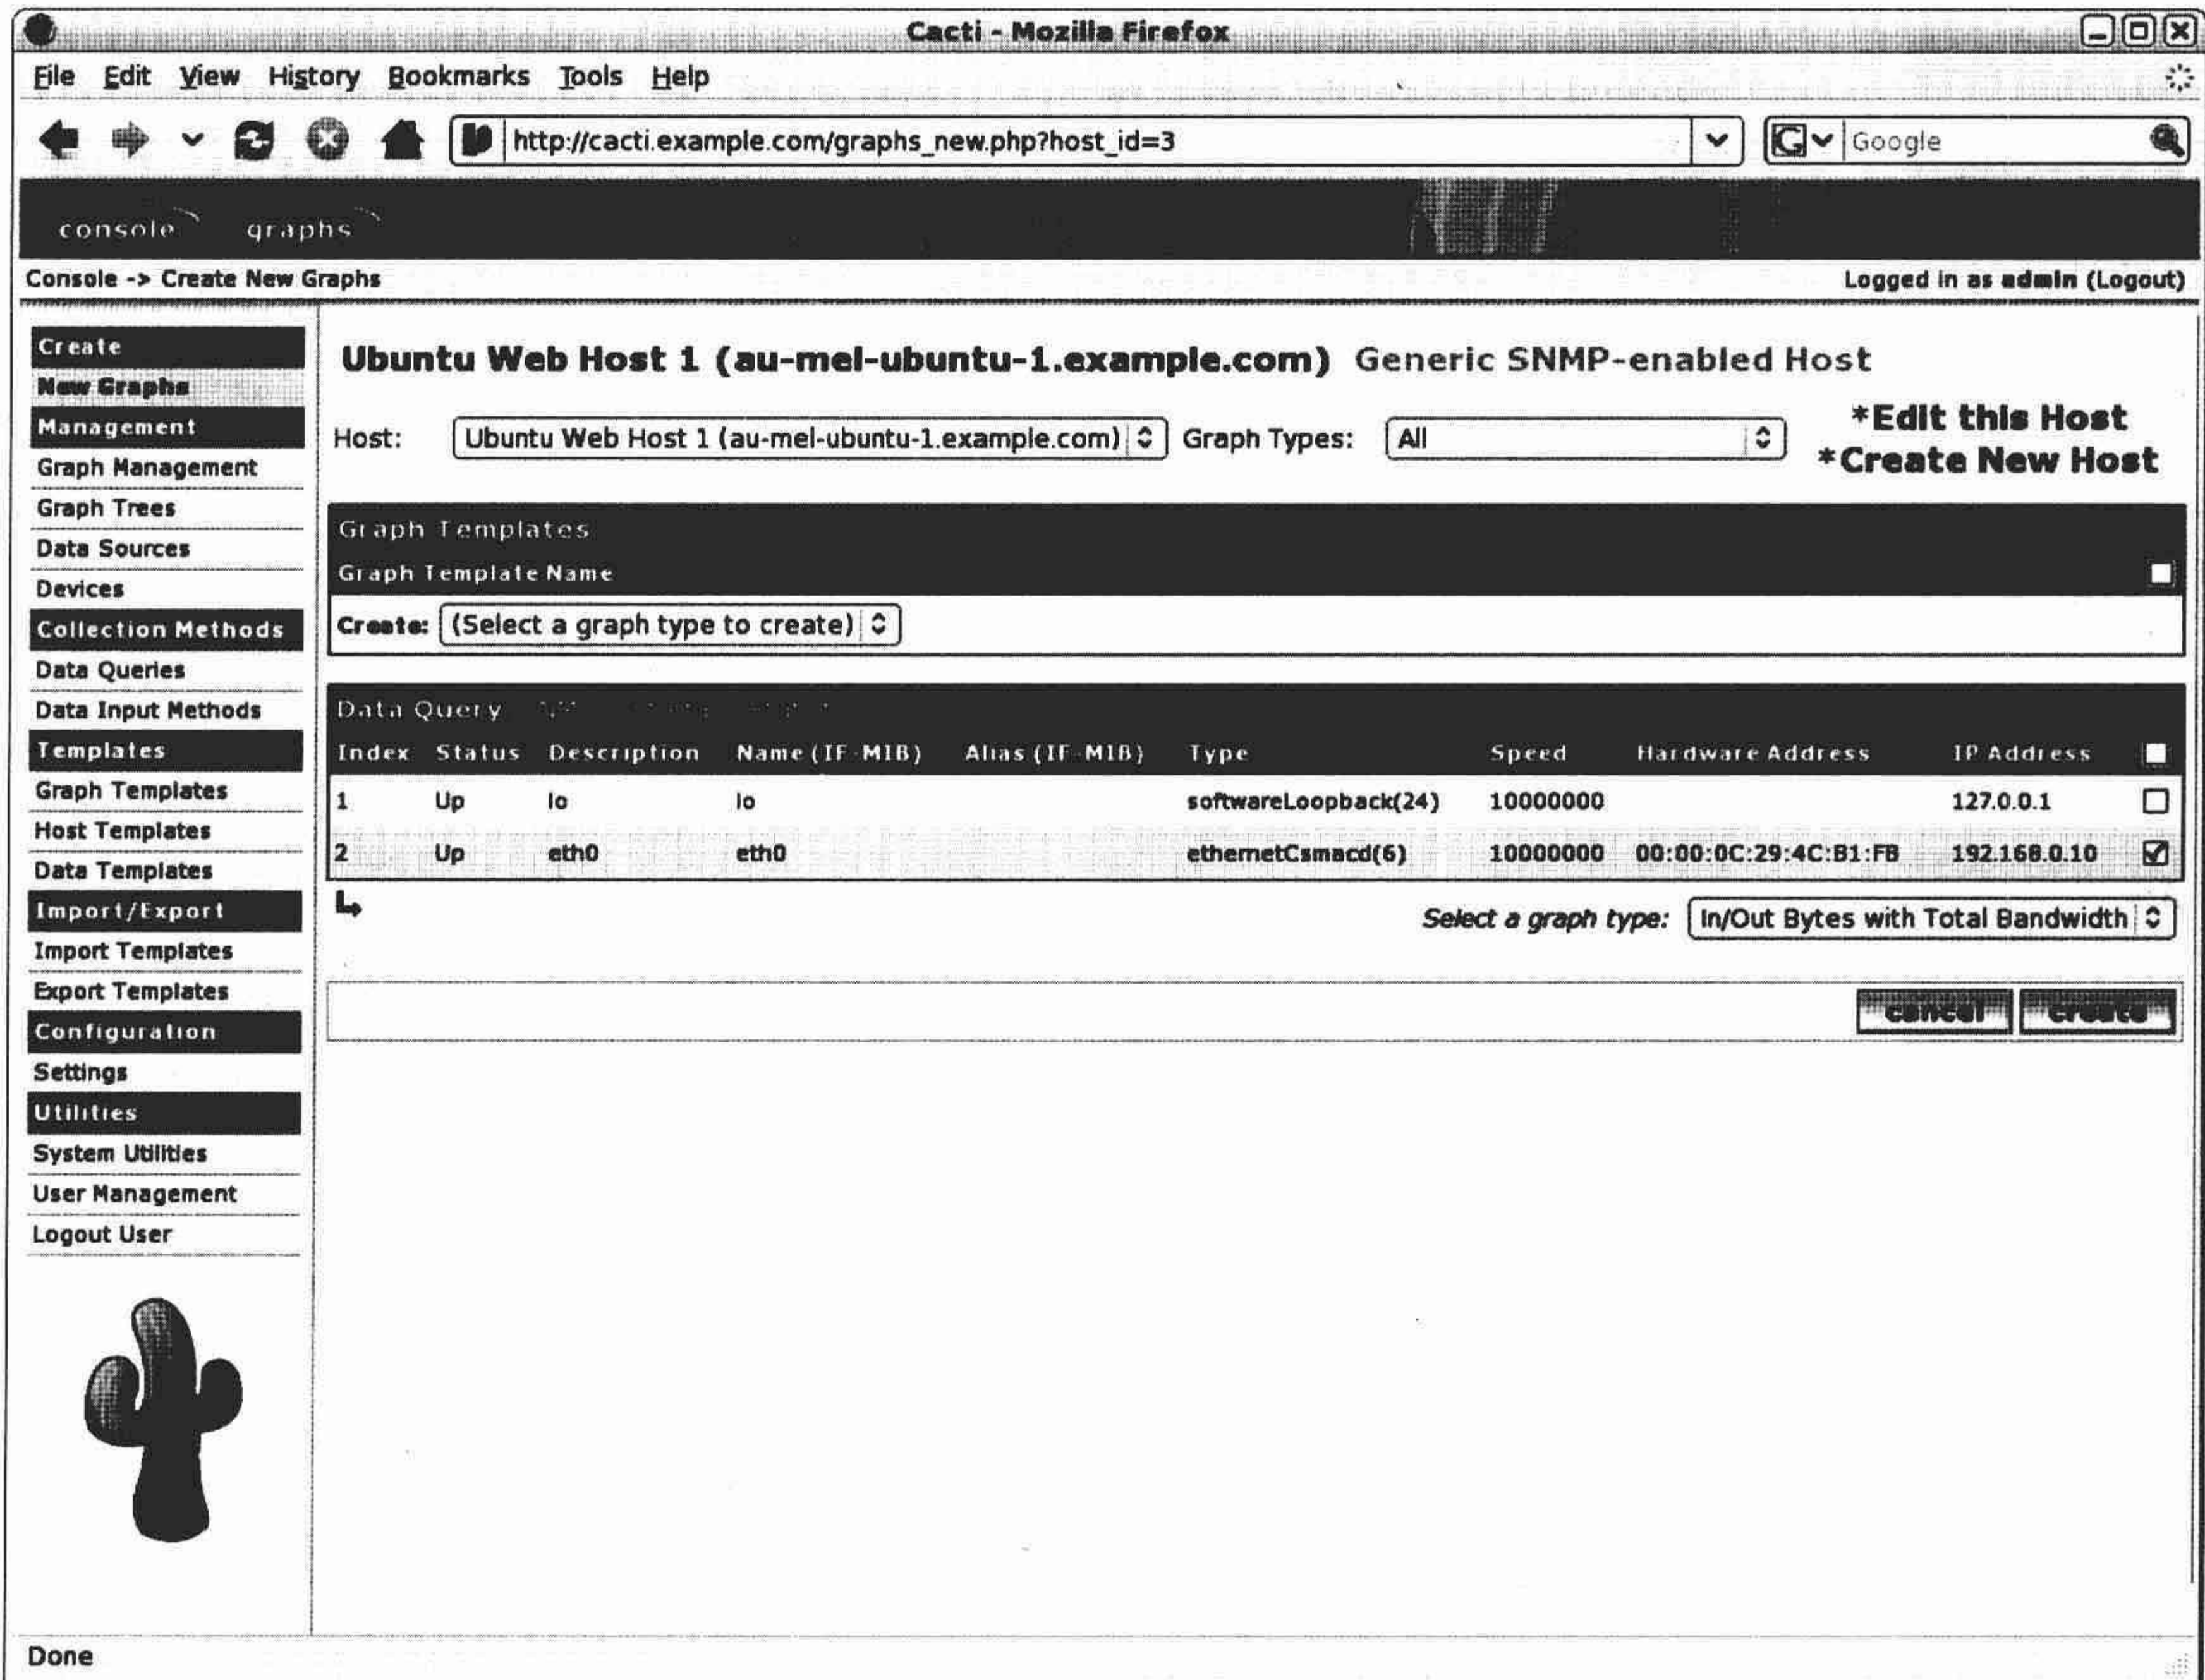 Cacti - Mozilla Firefox
File Edit View History Bookmarks Tools Help
http://cacti.example.com/graphs_new.php?host_id=3
Google
console graphs
Console -> Create New Graphs
Logged in as admin (Logout)
Create
New Graphs
Management
Graph Management
Graph Trees
Data Sources
Devices
Collection Methods
Data Queries
Data Input Methods
Templates
Graph Templates
Host Templates
Data Templates
Import/Export
Import Templates
Export Templates
Configuration
Settings
Utilities
System Utilities
User Management
Logout User
Ubuntu Web Host 1 (au-mel-ubuntu-1.example.com) Generic SNMP-enabled Host
Host: Ubuntu Web Host 1 (au-mel-ubuntu-1.example.com) Graph Types: All
*Edit this Host
*Create New Host
Graph Templates
Graph Template Name
Create: (Select a graph type to create)
Data Query
Index Status Description Name (IF-MIB) Alias (IF-MIB) Type Speed Hardware Address IP Address
1 Up lo lo softwareLoopback(24) 10000000 127.0.0.1
2 Up eth0 eth0 ethernetCsmacd(6) 10000000 00:00:0C:29:4C:B1:FB 192.168.0.10
Select a graph type: In/Out Bytes with Total Bandwidth
cancel create
Done